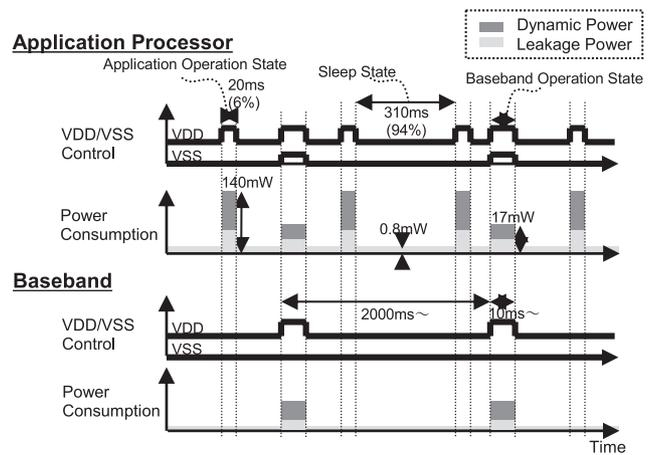 Dynamic Power
Leakage Power
Application Processor
Application Operation State
20ms
(6%)
Sleep State
310ms
(94%)
Baseband Operation State
VDD/VSS
Control
VDD
VSS
140mW
Power
Consumption
0.8mW
17mW
Baseband
2000ms～
10ms～
VDD/VSS
Control
VDD
VSS
Power
Consumption
Time